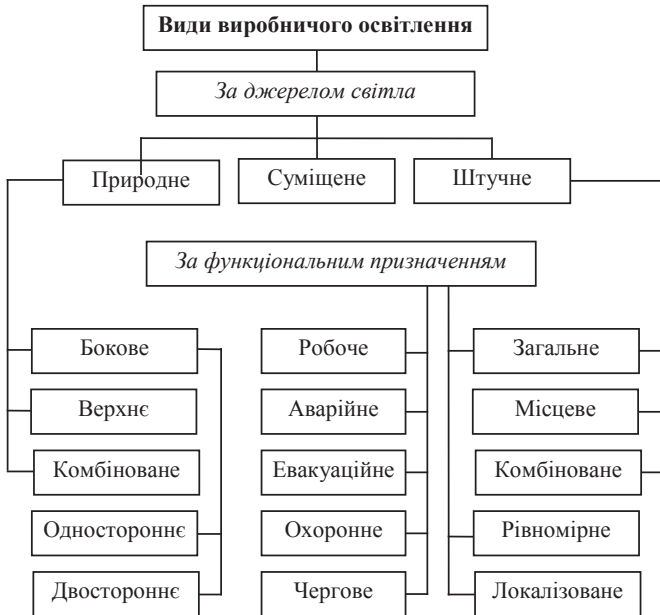 Види виробничого освітлення
За джерелом світла
Природне
Суміщене
Штучне
За функціональним призначенням
Бокове
Робоче
Загальне
Верхнє
Аварійне
Місцеве
Комбіноване
Евакуаційне
Комбіноване
Одностороннє
Охоронне
Рівномірне
Двостороннє
Чергове
Локалізоване